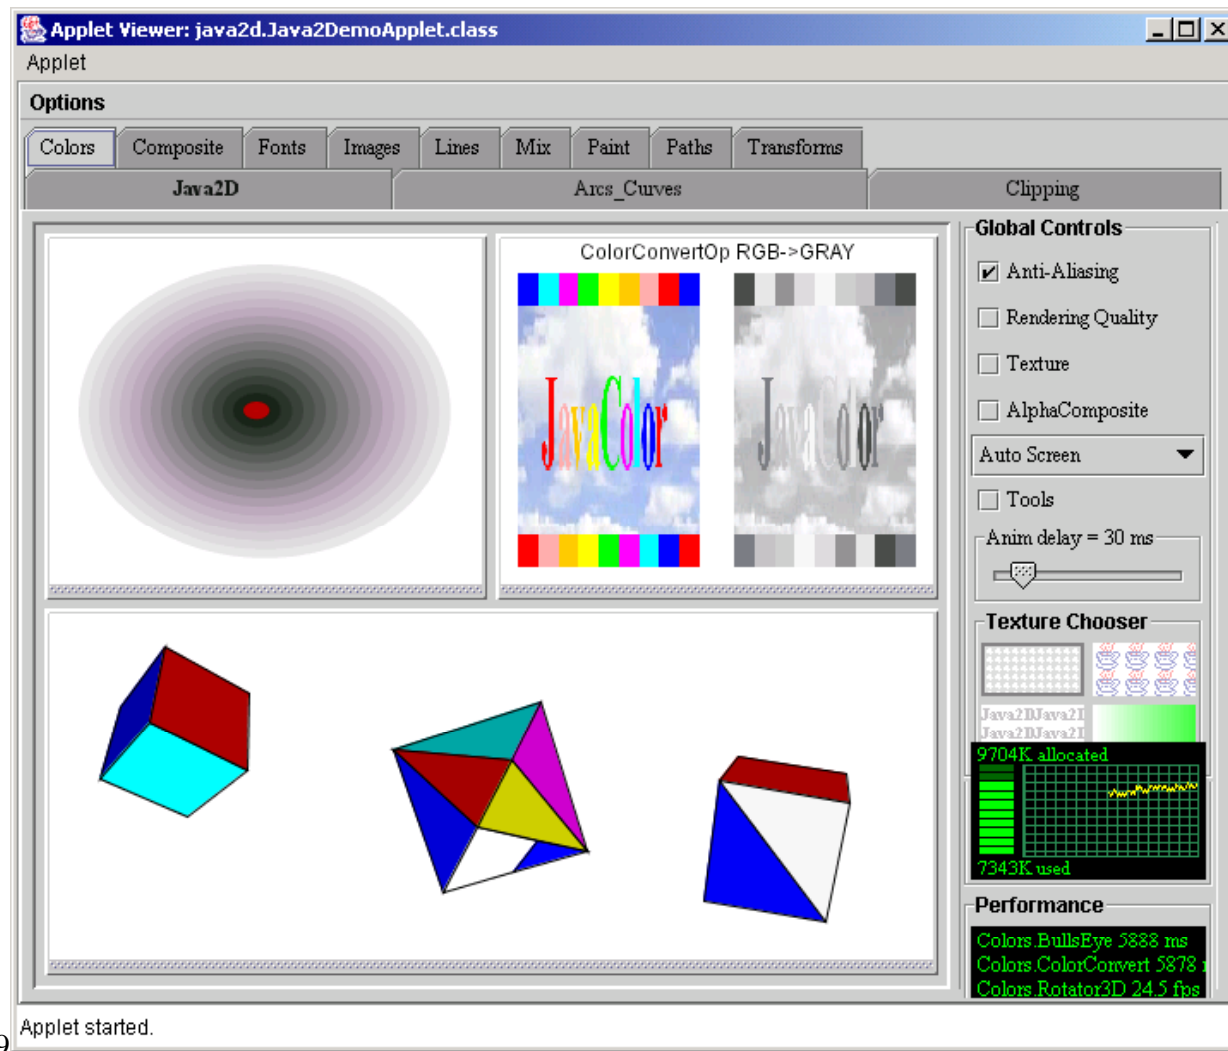 Applet Viewer: java2d.Java2DemoApplet.class
Applet
Options
Colors Composite Fonts Images Lines Mix Paint Paths Transforms
Java2D Arcs_Curves Clipping
ColorConvertOp RGB->GRAY
JavaColor JavaColor
Global Controls
Anti-Aliasing
Rendering Quality
Texture
AlphaComposite
Auto Screen
Tools
Anim delay = 30 ms
Texture Chooser
Java2DJava2I
Java2DJava2I
9704K allocated
7343K used
Performance
Colors.BullsEye 5888 ms
Colors.ColorConvert 5878
Colors.Rotator3D 24.5 fps
Applet started.
9